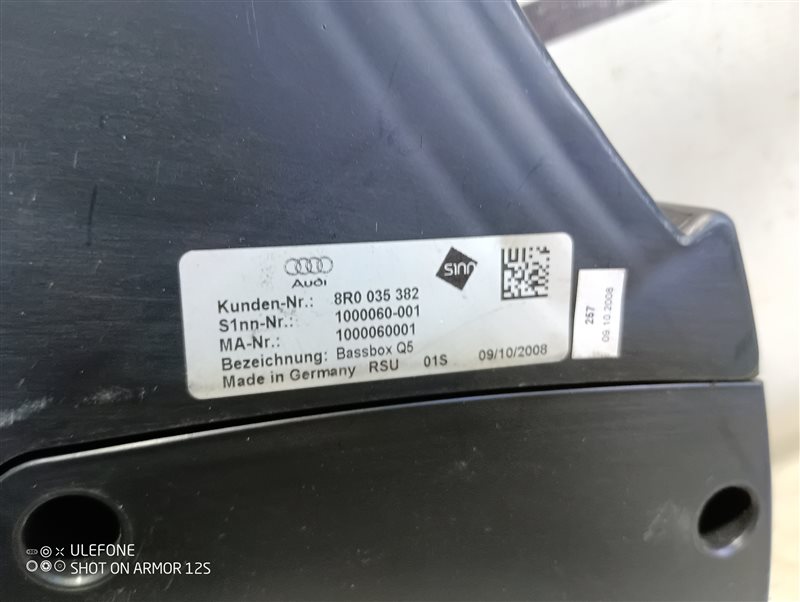 Audi
S1nn
Kunden-Nr.: 8R0 035 382
S1nn-Nr.: 1000060-001
MA-Nr.: 1000060001
Bezeichnung: Bassbox Q5
Made in Germany RSU 01S 09/10/2008
257
09.10.2008
ULEFONE
SHOT ON ARMOR 12S